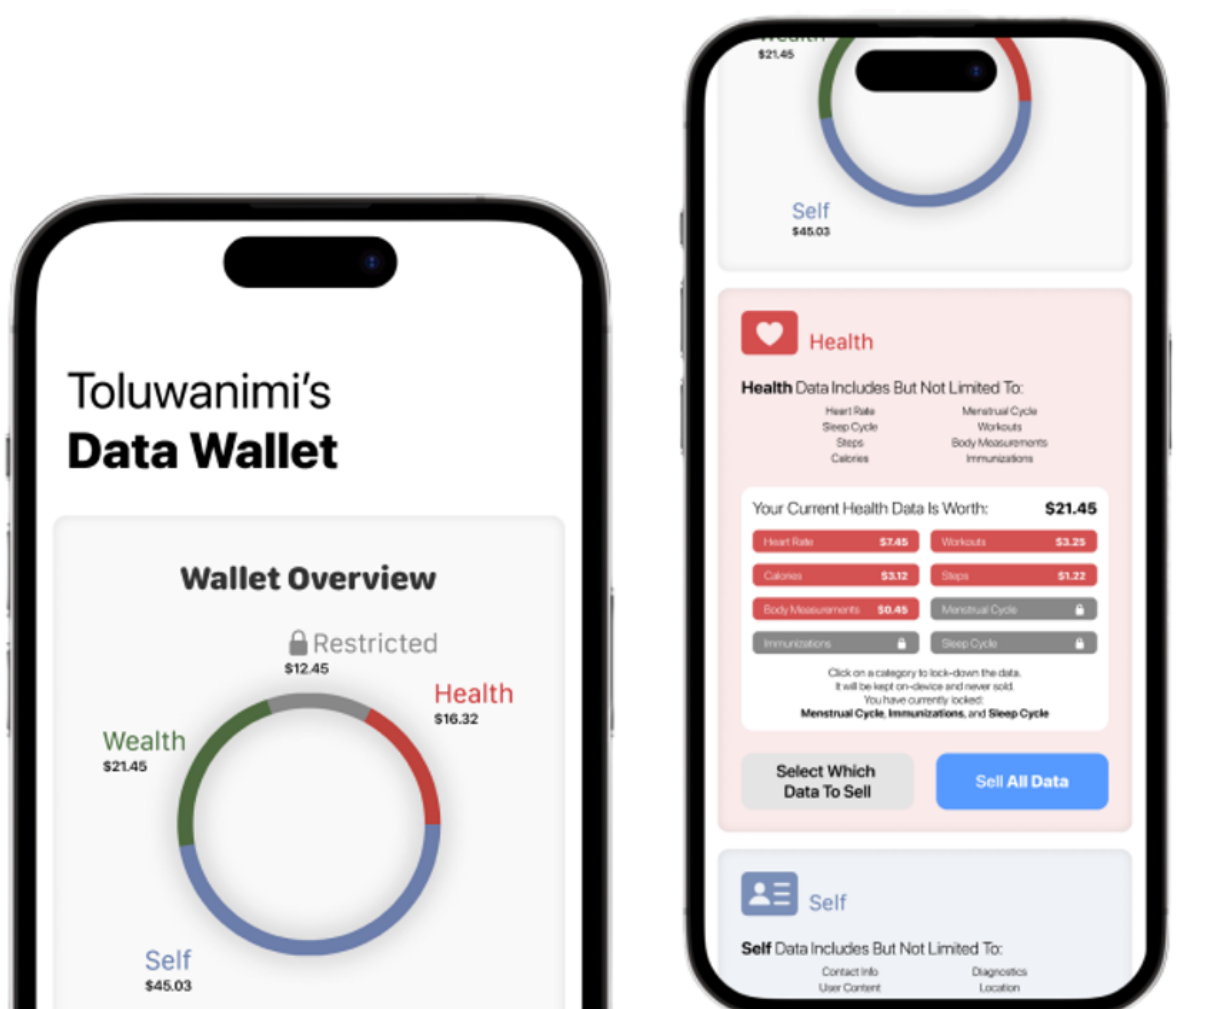 Toluwanimi's
Data Wallet
Wallet Overview
Restricted
$12.45
Health
$16.32
Wealth
$21.45
Self
$45.03
Wealth
$21.45
Self
$45.03
Health
Health Data Includes But Not Limited To:
Heart Rate
Menstrual Cycle
Sleep Cycle
Workouts
Steps
Body Measurements
Calories
Immunizations
Your Current Health Data Is Worth: $21.45
Heart Rate $7.45
Workouts $3.25
Calories $3.12
Steps $1.22
Body Measurements $0.45
Menstrual Cycle
Immunizations
Sleep Cycle
Click on a category to lock-down the data.
It will be kept on-device and never sold.
You have currently locked:
Menstrual Cycle, Immunizations, and Sleep Cycle
Select Which
Data To Sell
Sell All Data
Self
Self Data Includes But Not Limited To:
Contact Info
Diagnostics
User Content
Location